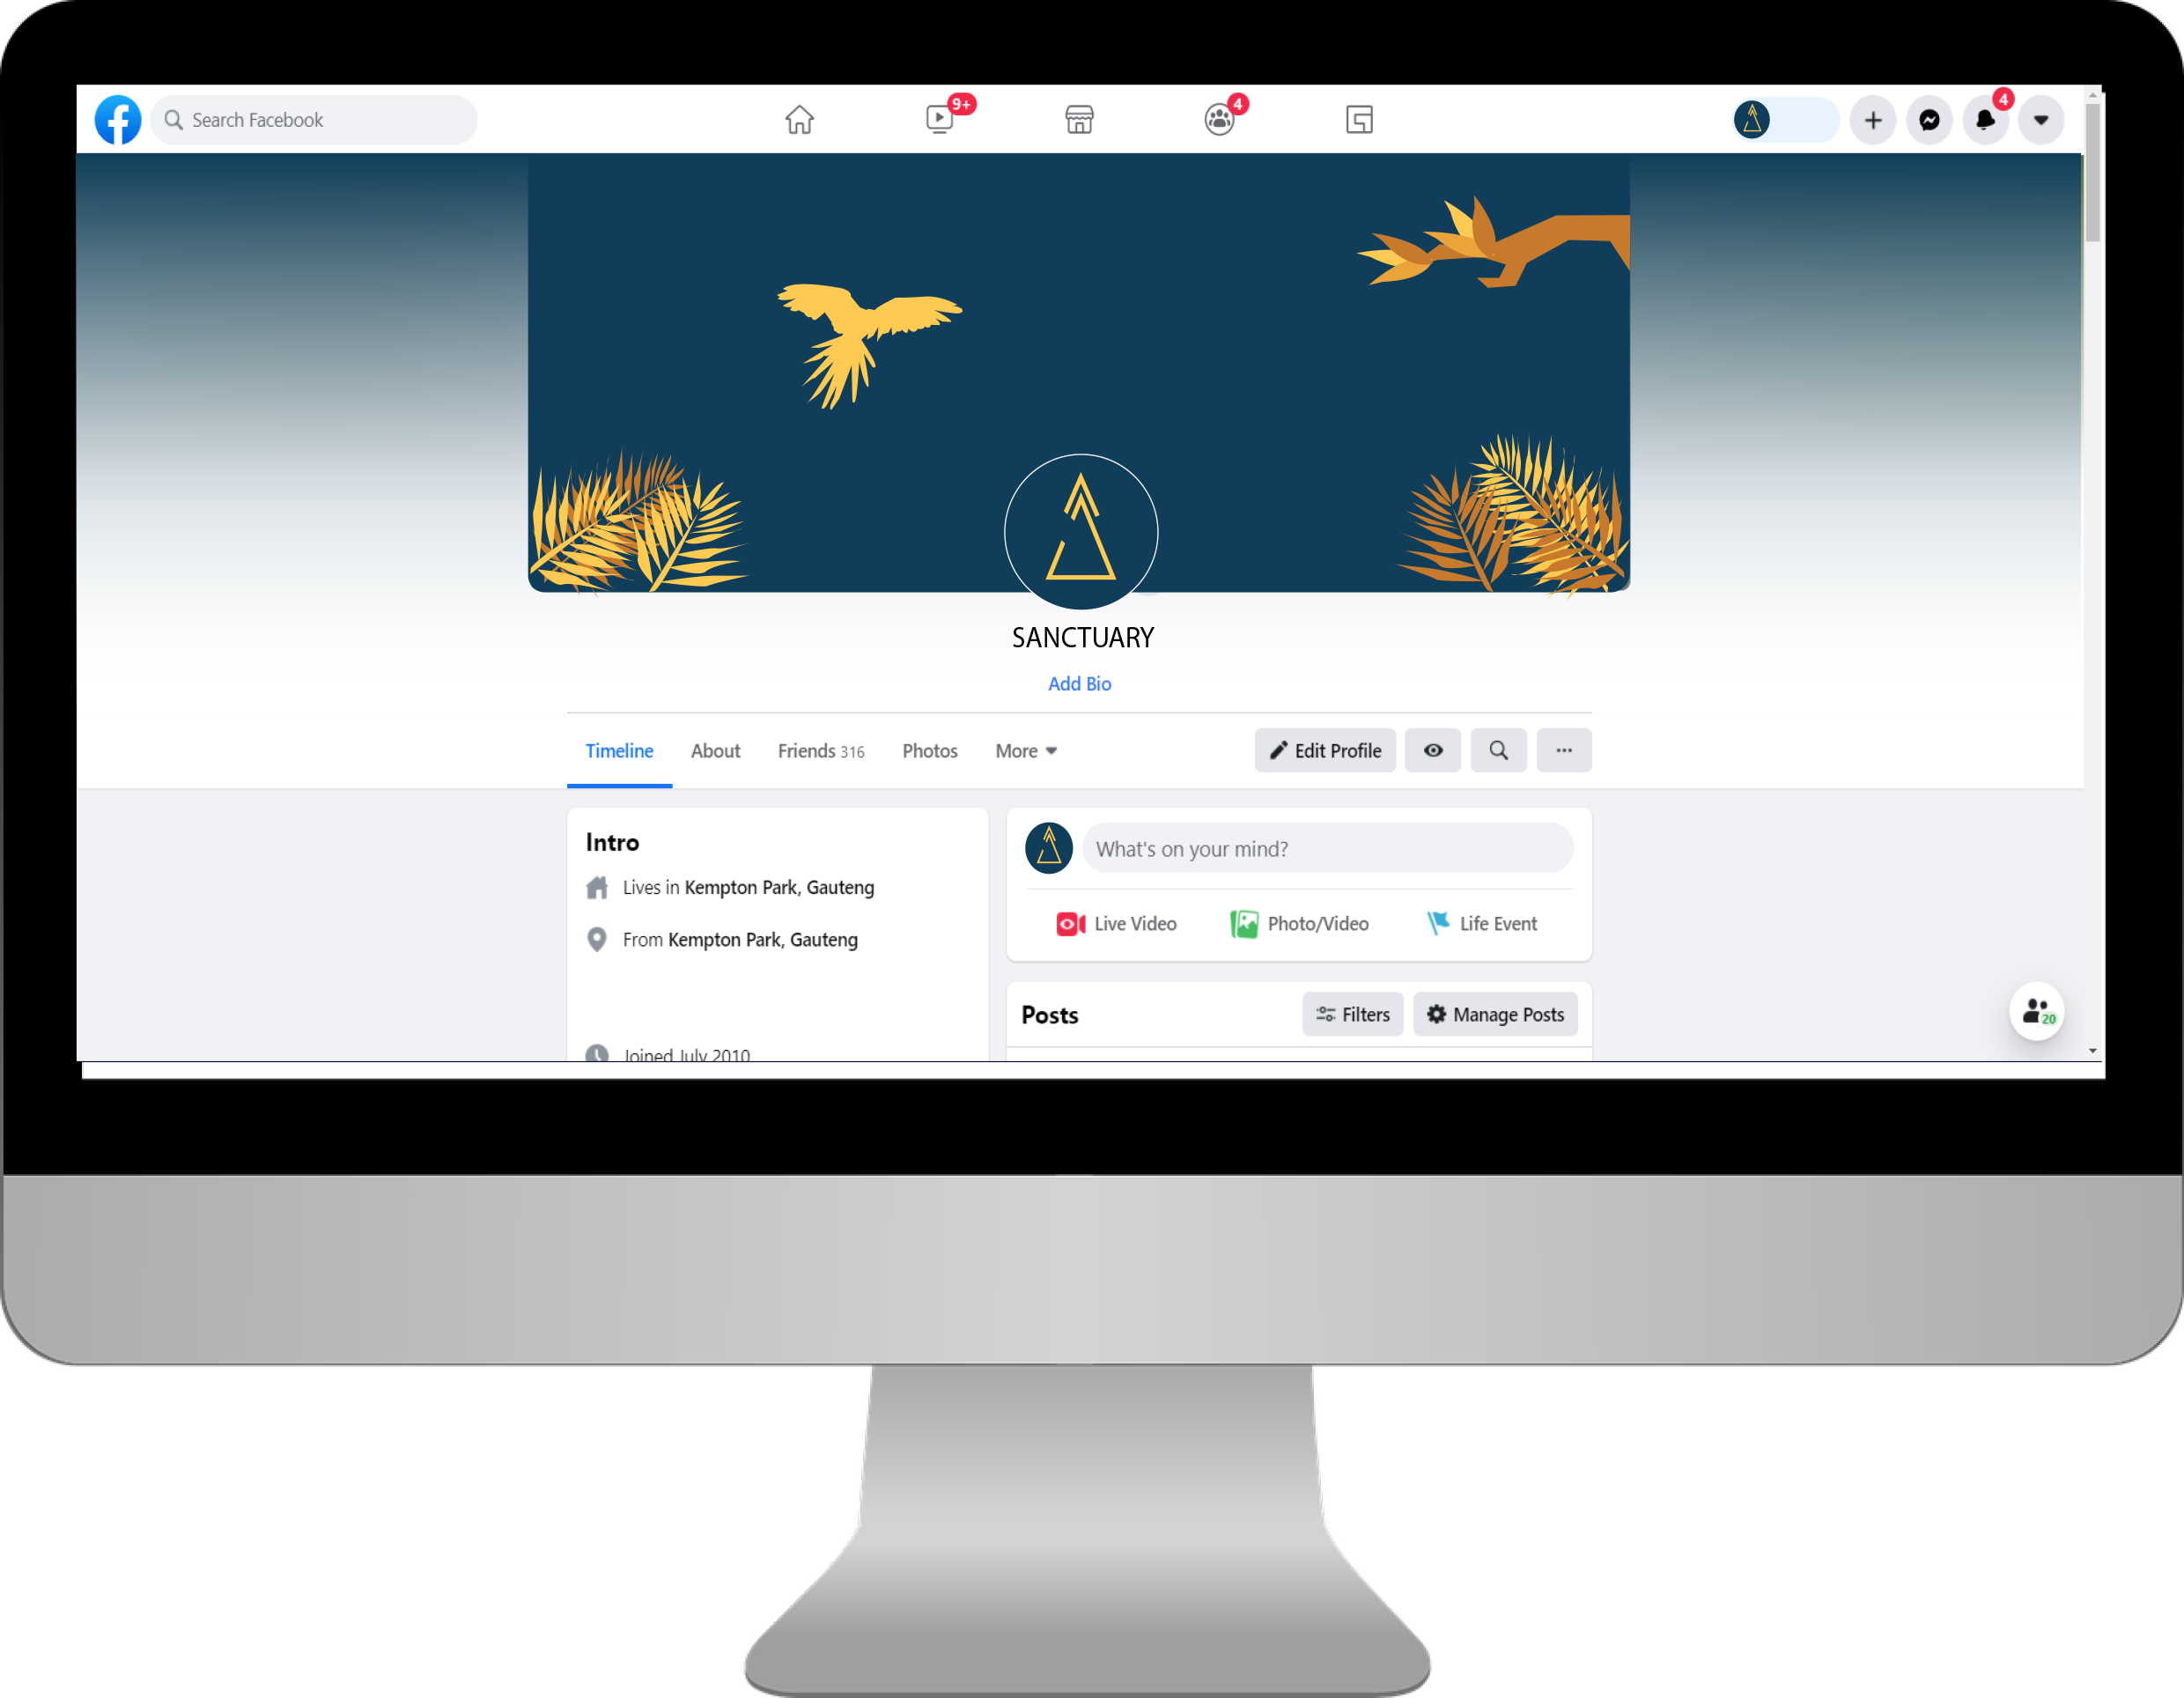 Search Facebook
9+
4
4
SANCTUARY
Add Bio
Timeline About Friends 316 Photos More
Edit Profile
Intro
Lives in Kempton Park, Gauteng
From Kempton Park, Gauteng
Joined July 2010
What's on your mind?
Live Video Photo/Video Life Event
Posts Filters Manage Posts
20